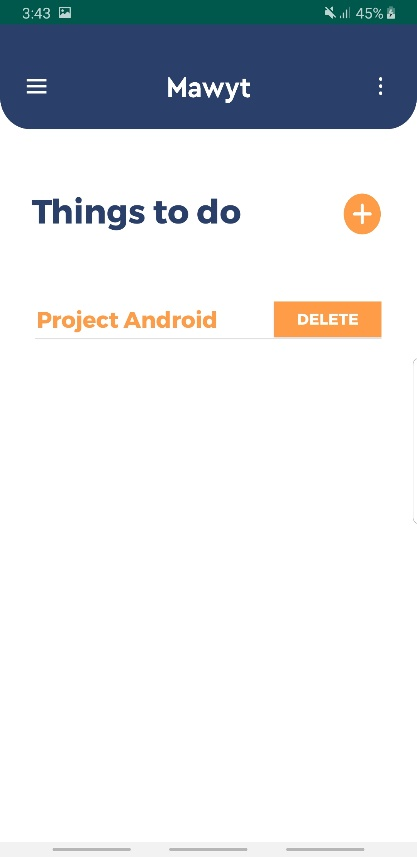 3:43 45%
Mawyt
Things to do
Project Android DELETE